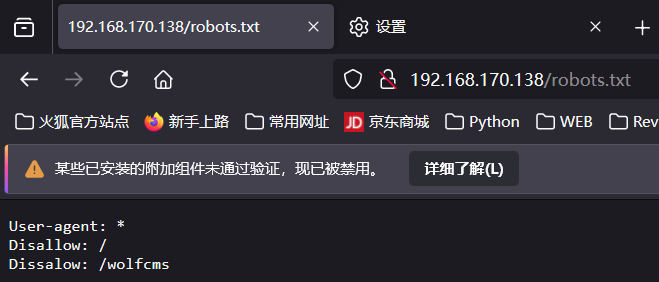 192.168.170.138/robots.txt
设置
192.168.170.138/robots.txt
火狐官方站点 新手上路 常用网址 JD 京东商城 Python WEB Rev
某些已安装的附加组件未通过验证，现已被禁用。 详细了解(L)
User-agent: *
Disallow: /
Dissalow: /wolfcms